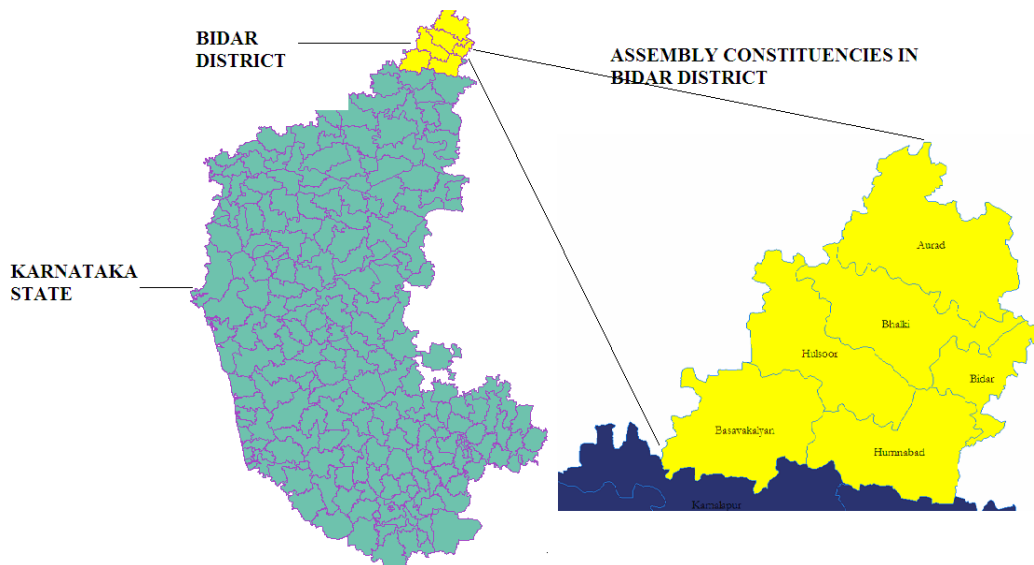 BIDAR
DISTRICT
ASSEMBLY CONSTITUENCIES IN
BIDAR DISTRICT
KARNATAKA
STATE
Aurad
Bhalki
Hulsoor
Bidar
Basavakalyan
Humnabad
Kamalapur